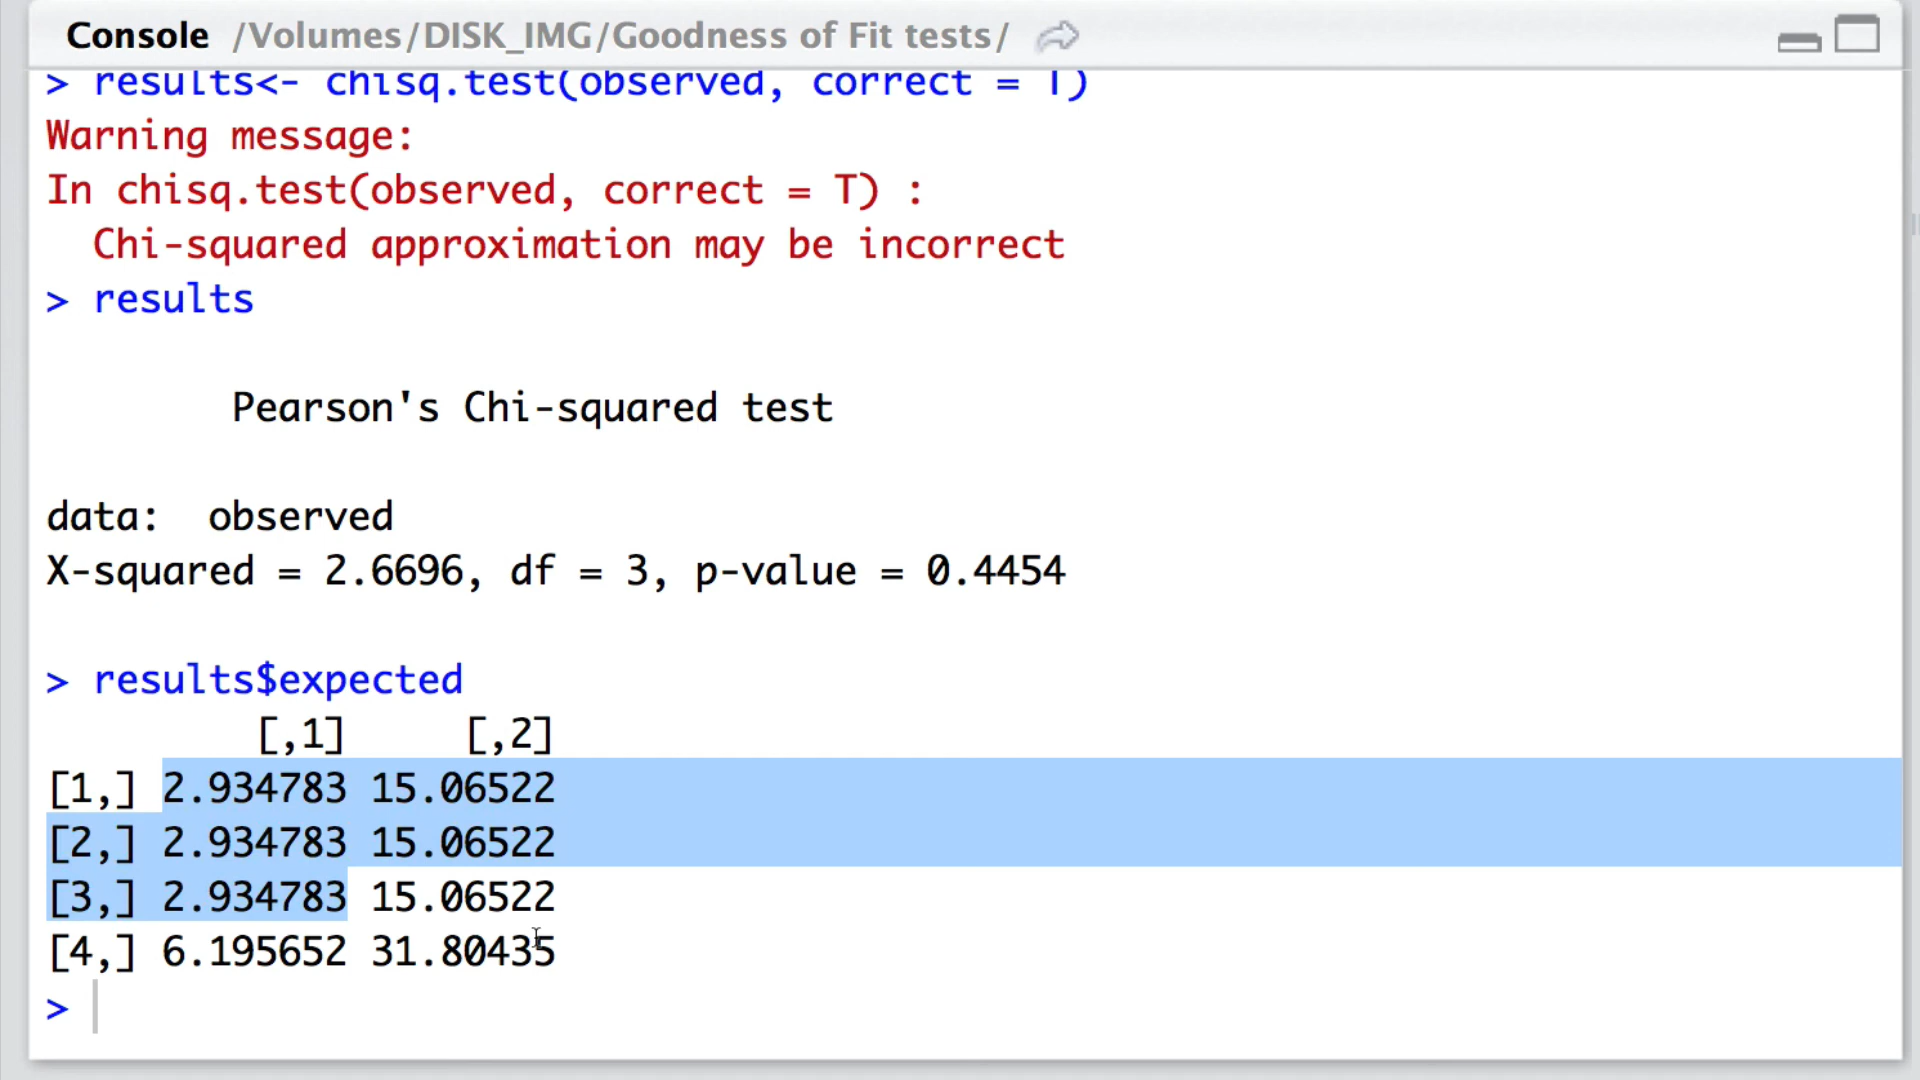 Console /Volumes/DISK_IMG/Goodness of Fit tests/
> results<- chisq.test(observed, correct = T)
Warning message:
In chisq.test(observed, correct = T) :
  Chi-squared approximation may be incorrect
> results
Pearson's Chi-squared test
data:  observed
X-squared = 2.6696, df = 3, p-value = 0.4454
> results$expected
         [,1]     [,2]
[1,] 2.934783 15.06522
[2,] 2.934783 15.06522
[3,] 2.934783 15.06522
[4,] 6.195652 31.80435
>